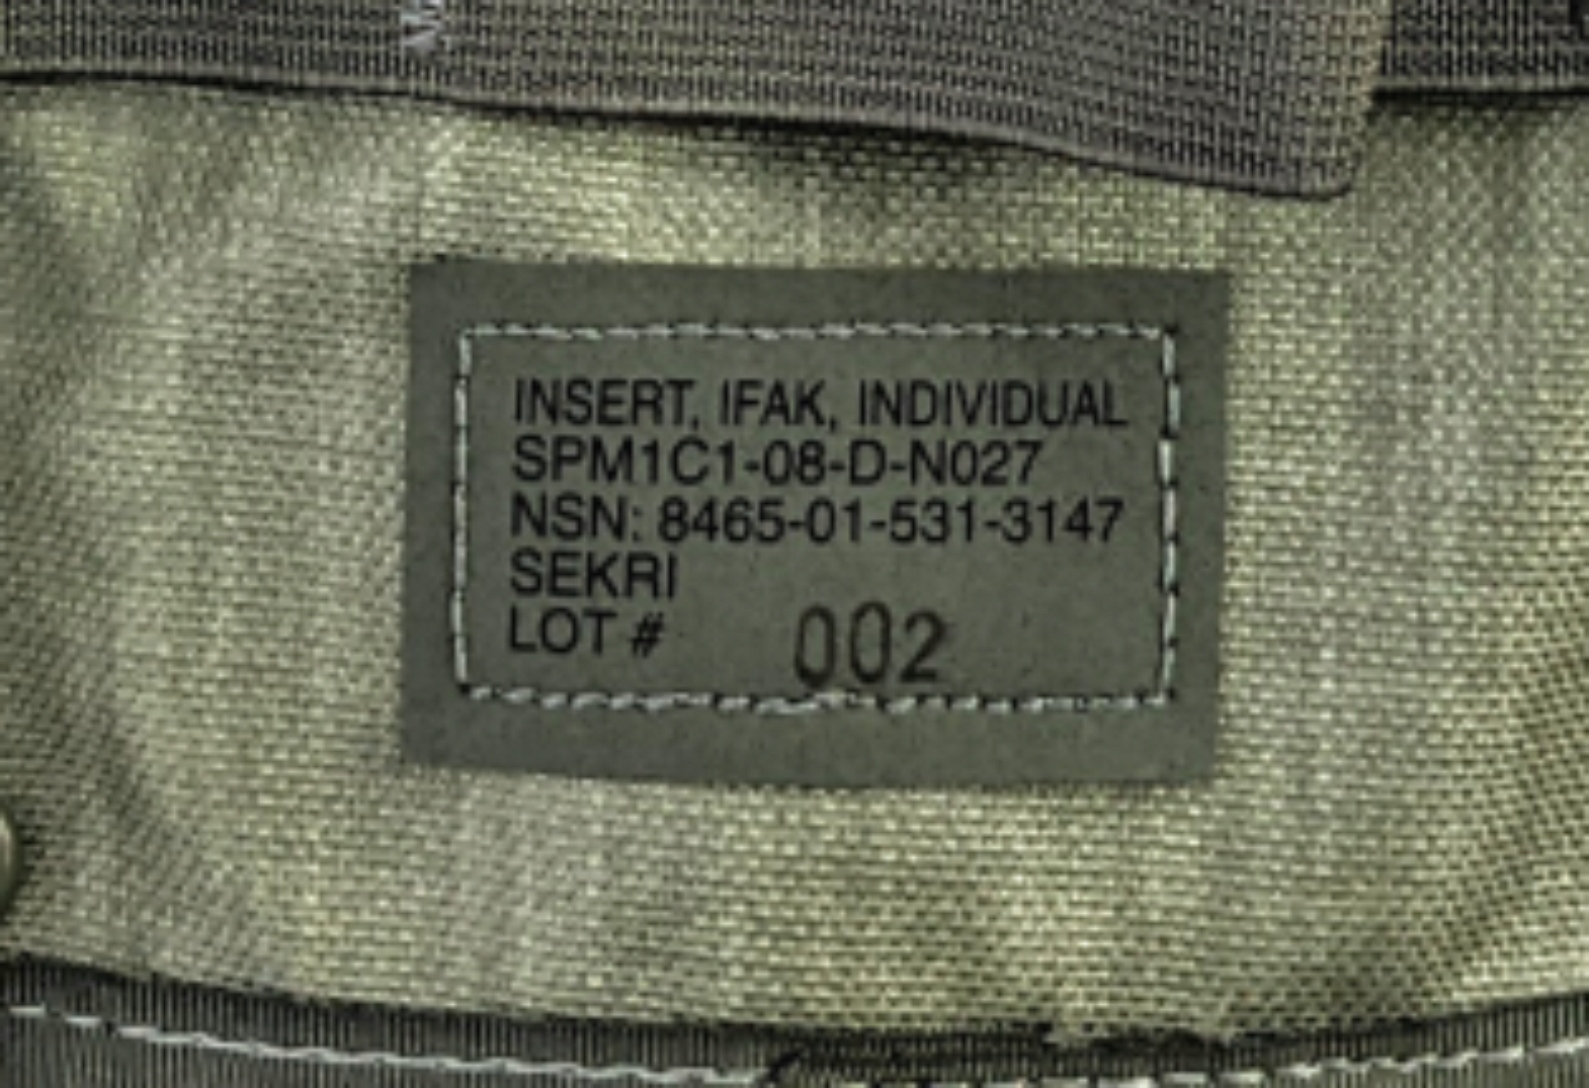 INSERT, IFAK, INDIVIDUAL
SPM1C1-08-D-N027
NSN: 8465-01-531-3147
SEKRI
LOT # 002